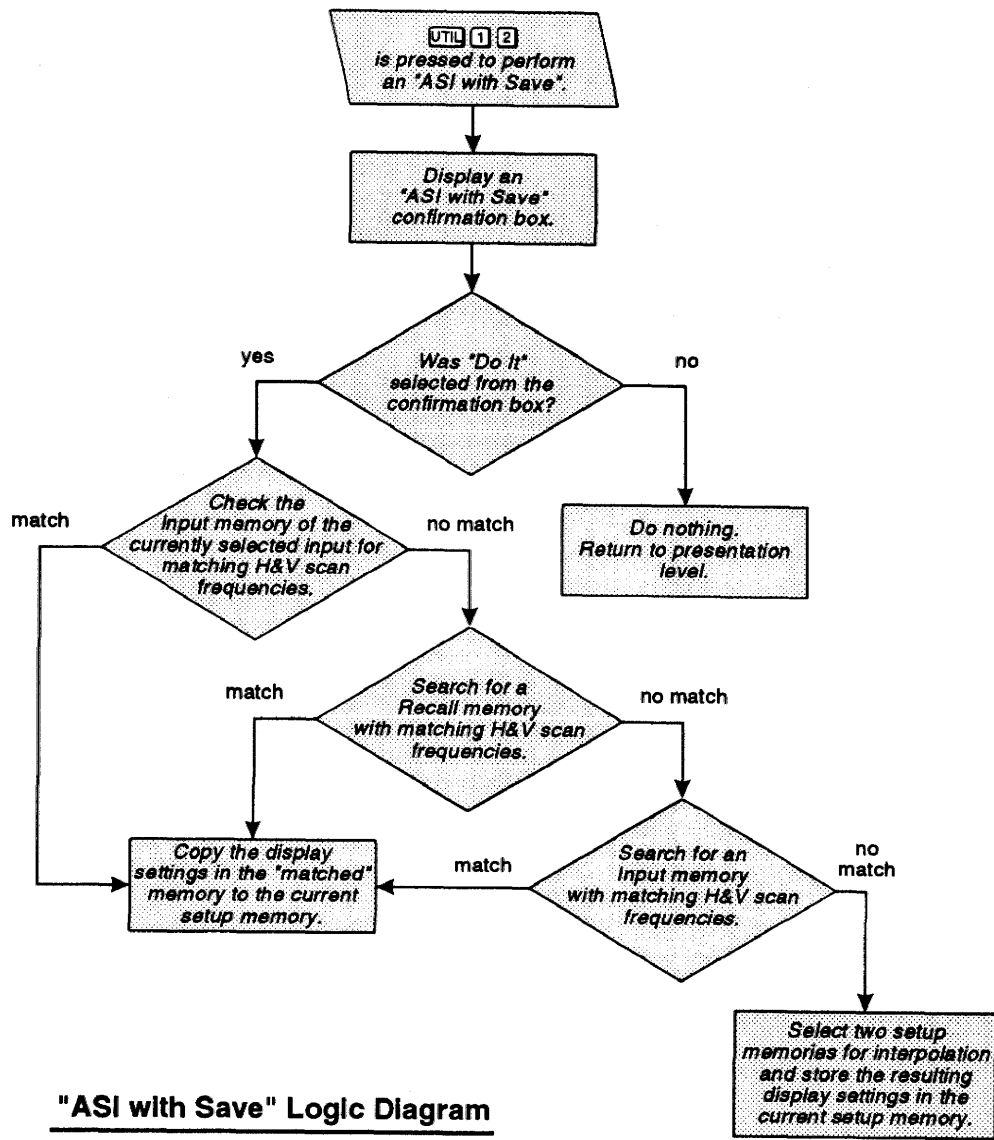 UTIL 1 2
is pressed to perform
an "ASI with Save".
Display an
"ASI with Save"
confirmation box.
Was "Do It"
selected from the
confirmation box?
yes
no
Check the
Input memory of the
currently selected input for
matching H&V scan
frequencies.
match
no match
Do nothing.
Return to presentation
level.
Search for a
Recall memory
with matching H&V scan
frequencies.
match
no match
Copy the display
settings in the "matched"
memory to the current
setup memory.
Search for an
Input memory
with matching H&V scan
frequencies.
match
no
match
Select two setup
memories for interpolation
and store the resulting
display settings in the
current setup memory.
"ASI with Save" Logic Diagram